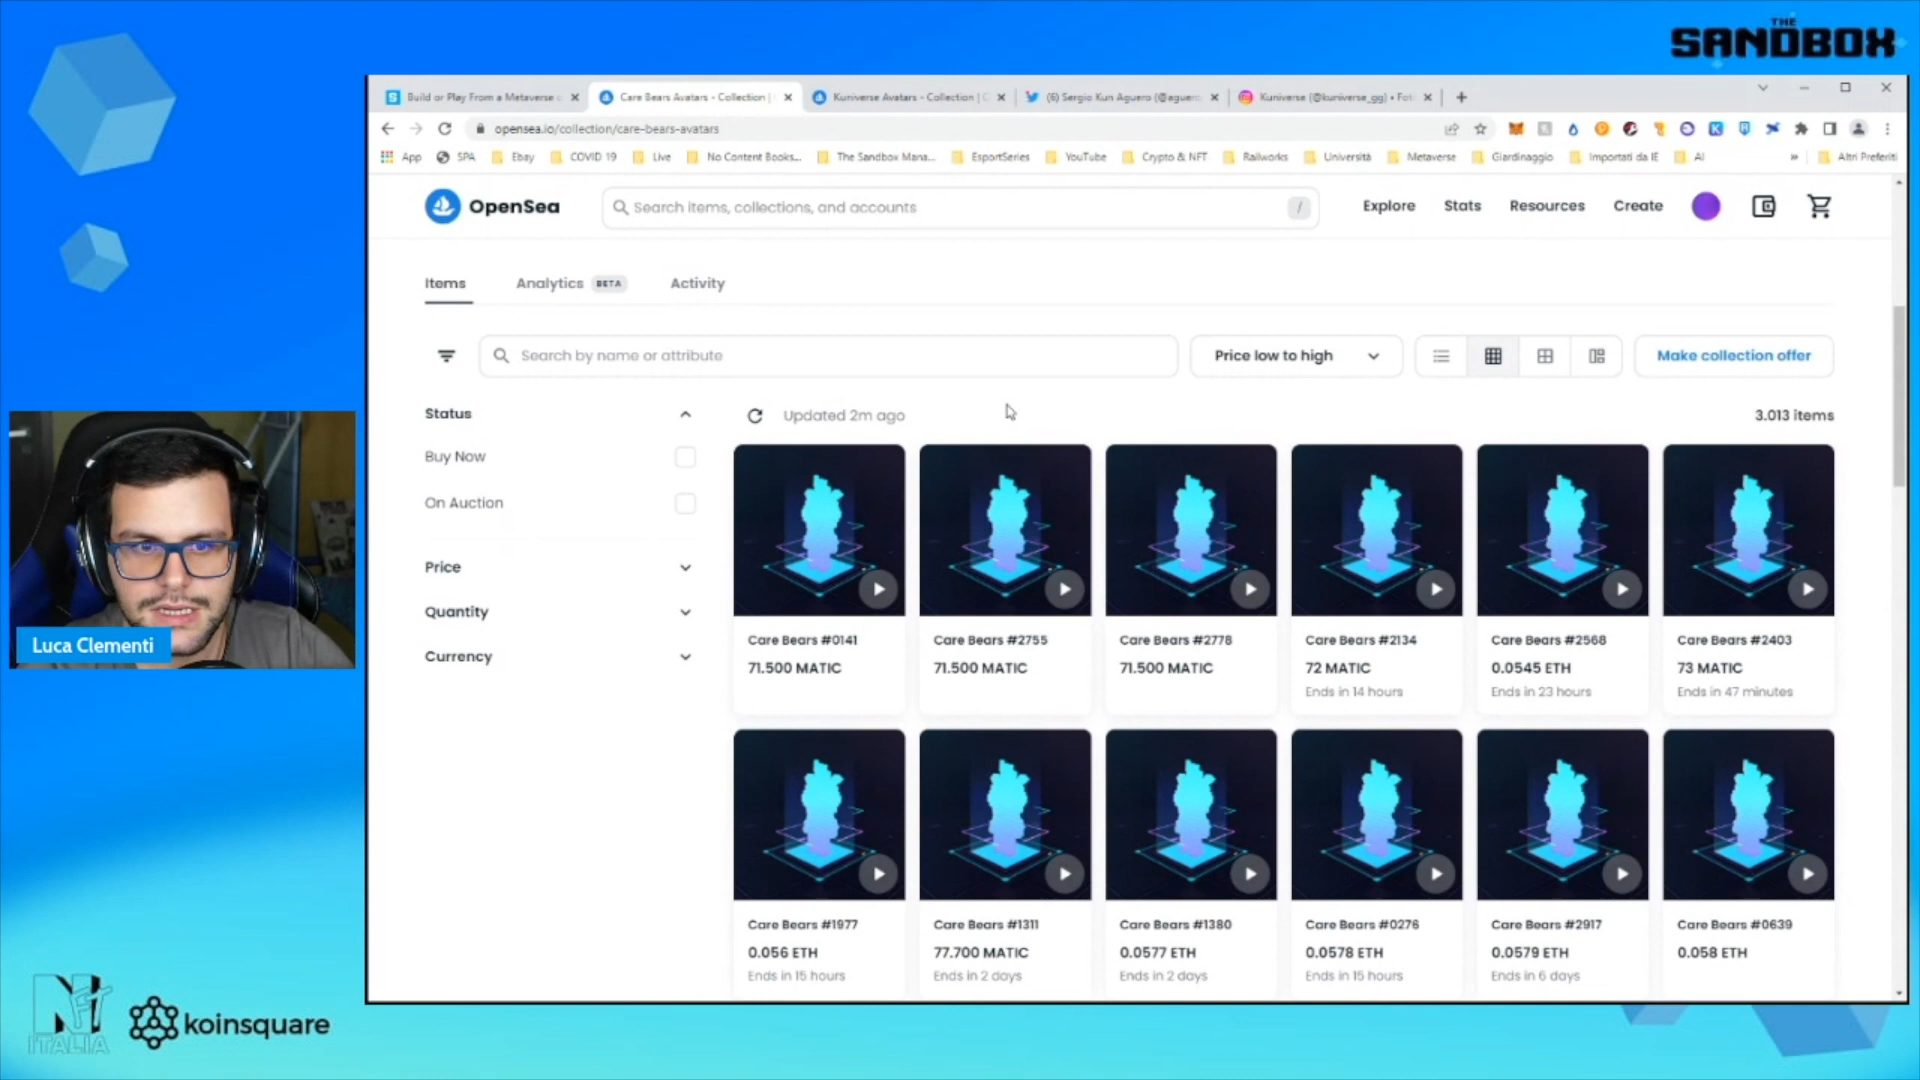 THE
SANDBOX
Build or Play From a Metaverse
Care Bears Avatars - Collection |
Kuniverse Avatars - Collection |
(6) Sergio Kun Aguero (@aguero
Kuniverse (@kuniverse_gg) • Fot
opensea.io/collection/care-bears-avatars
App
SPA
Ebay
COVID 19
Live
No Content Books...
The Sandbox Mana...
EsportSeries
YouTube
Crypto & NFT
Railworks
Università
Metaverse
Giardinaggio
Importati da IE
AI
»
Altri Preferiti
OpenSea
Search items, collections, and accounts
/
Explore
Stats
Resources
Create
Items
Analytics BETA
Activity
Search by name or attribute
Price low to high
Make collection offer
Status
Buy Now
On Auction
Price
Quantity
Currency
Updated 2m ago
3.013 items
Care Bears #0141
71.500 MATIC
Care Bears #2755
71.500 MATIC
Care Bears #2778
71.500 MATIC
Care Bears #2134
72 MATIC
Ends in 14 hours
Care Bears #2568
0.0545 ETH
Ends in 23 hours
Care Bears #2403
73 MATIC
Ends in 47 minutes
Care Bears #1977
0.056 ETH
Ends in 15 hours
Care Bears #1311
77.700 MATIC
Ends in 2 days
Care Bears #1380
0.0577 ETH
Ends in 2 days
Care Bears #0276
0.0578 ETH
Ends in 15 hours
Care Bears #2917
0.0579 ETH
Ends in 6 days
Care Bears #0639
0.058 ETH
Luca Clementi
NFT
ITALIA
koinsquare